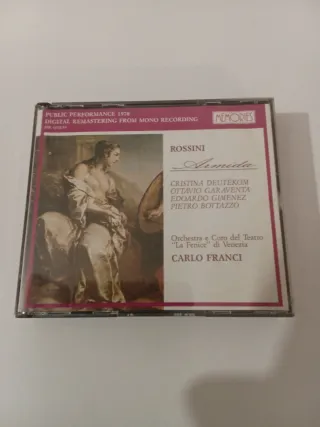 PUBLIC PERFORMANCE 1970
DIGITAL REMASTERING FROM MONO RECORDING
MEMORIES
ROSSINI
Armida
CRISTINA DEUTEKOM
OTTAVIO GARAVENTA
EDOARDO GIMENEZ
PIETRO BOTTAZZO
Orchestra e Coro del Teatro
"La Fenice" di Venezia
CARLO FRANCI